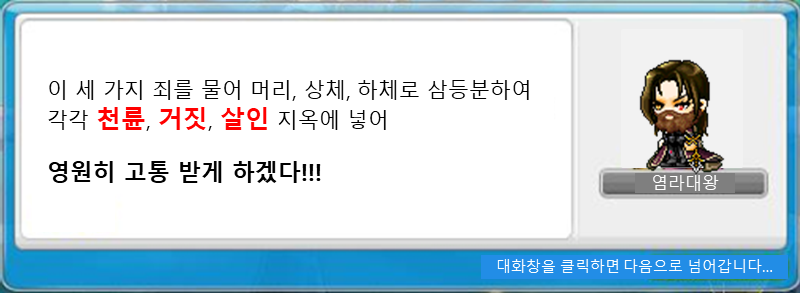 이 세 가지 죄를 물어 머리, 상체, 하체로 삼등분하여
각각 천륜, 거짓, 살인 지옥에 넣어
영원히 고통 받게 하겠다!!!
염라대왕
대화창을 클릭하면 다음으로 넘어갑니다...